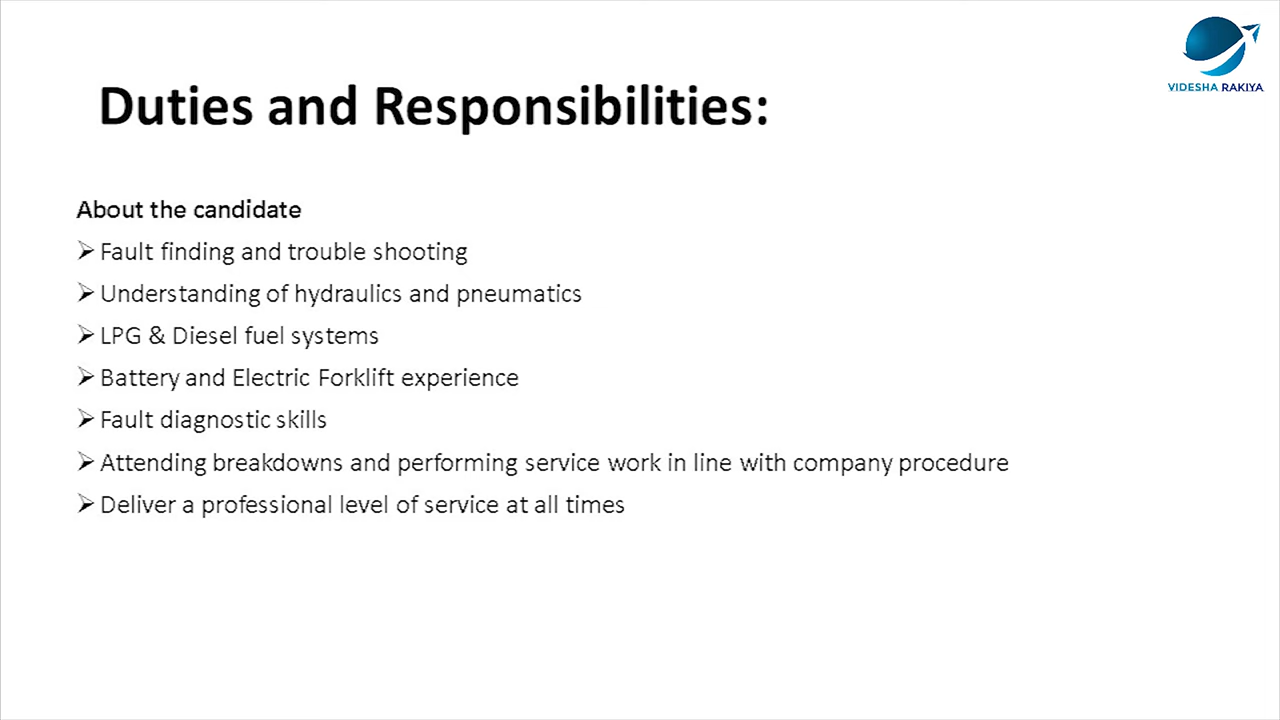 VIDESHA RAKIYA
Duties and Responsibilities:
About the candidate
➢ Fault finding and trouble shooting
➢ Understanding of hydraulics and pneumatics
➢ LPG & Diesel fuel systems
➢ Battery and Electric Forklift experience
➢ Fault diagnostic skills
➢ Attending breakdowns and performing service work in line with company procedure
➢ Deliver a professional level of service at all times